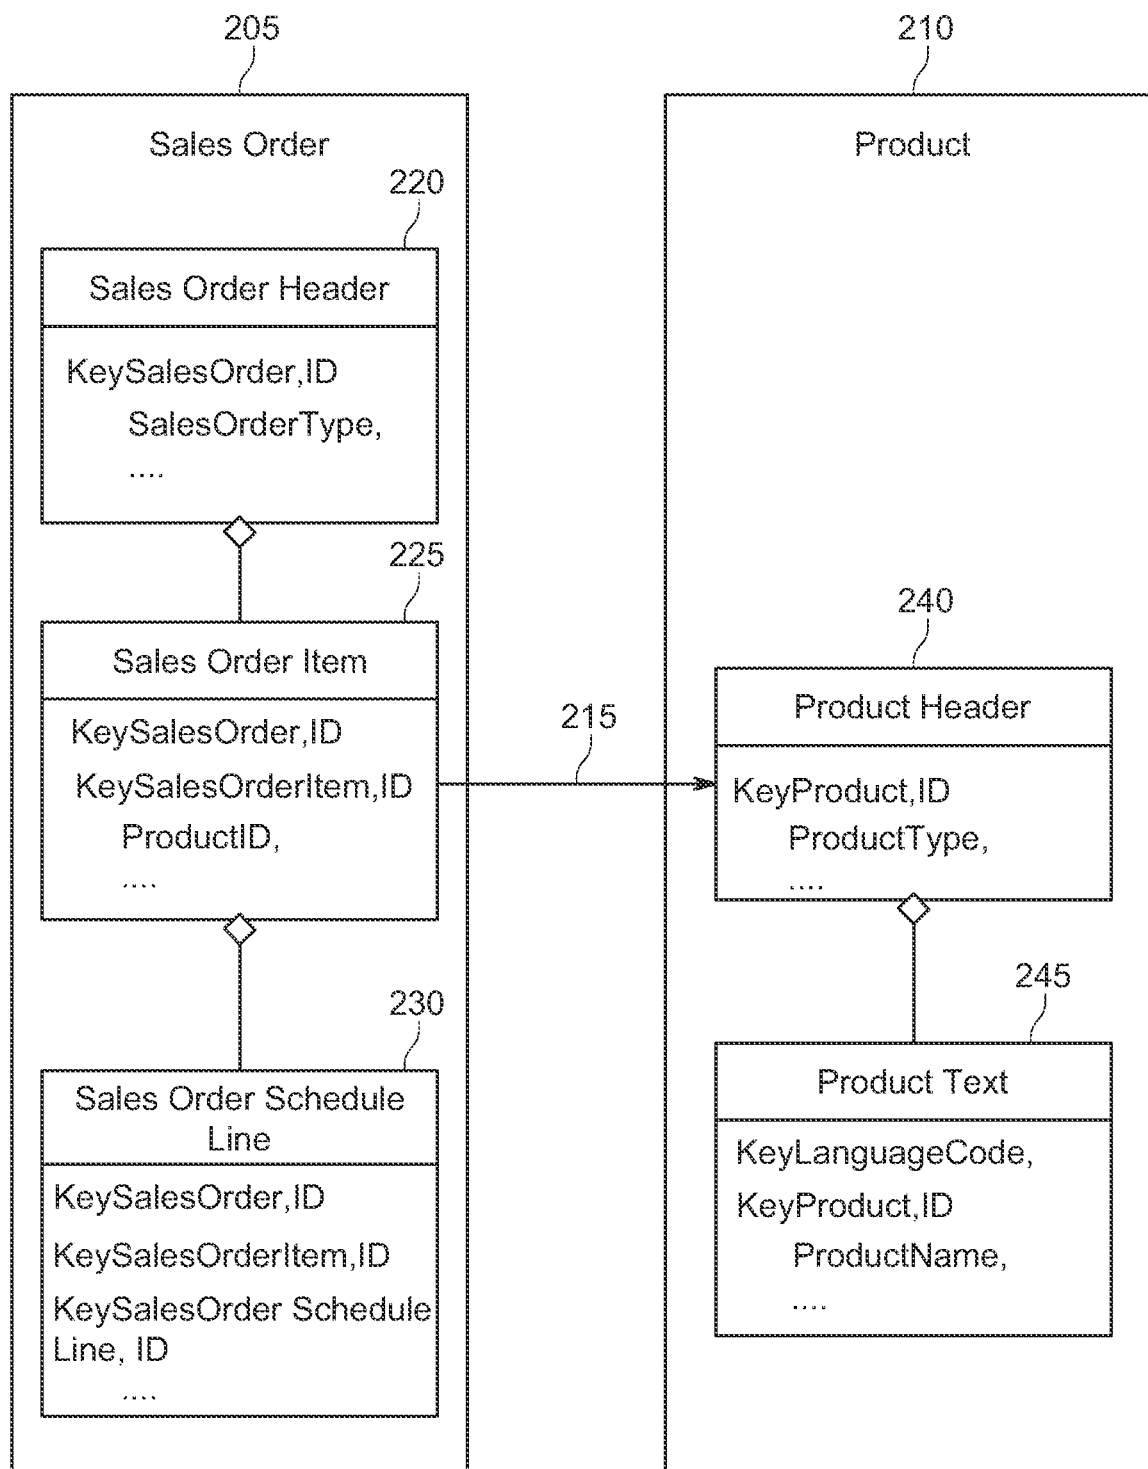 205
Sales Order
220
Sales Order Header
KeySalesOrder,ID
SalesOrderType,
....
225
Sales Order Item
KeySalesOrder,ID
KeySalesOrderItem,ID
ProductID,
....
230
Sales Order Schedule
Line
KeySalesOrder,ID
KeySalesOrderItem,ID
KeySalesOrder Schedule
Line, ID
....
215
210
Product
240
Product Header
KeyProduct,ID
ProductType,
....
245
Product Text
KeyLanguageCode,
KeyProduct,ID
ProductName,
....